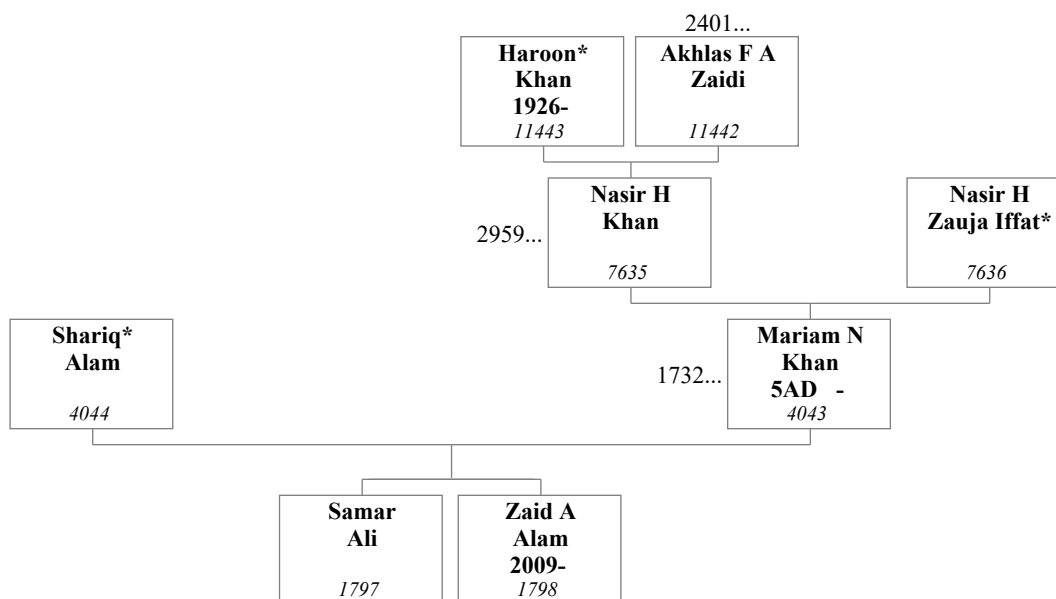 2401...
Haroon*
Khan
1926-
11443
Akhlas F A
Zaidi
11442
2959...
Nasir H
Khan
7635
Nasir H
Zauja Iffat*
7636
Shariq*
Alam
4044
1732...
Mariam N
Khan
5AD -
4043
Samar
Ali
1797
Zaid A
Alam
2009-
1798